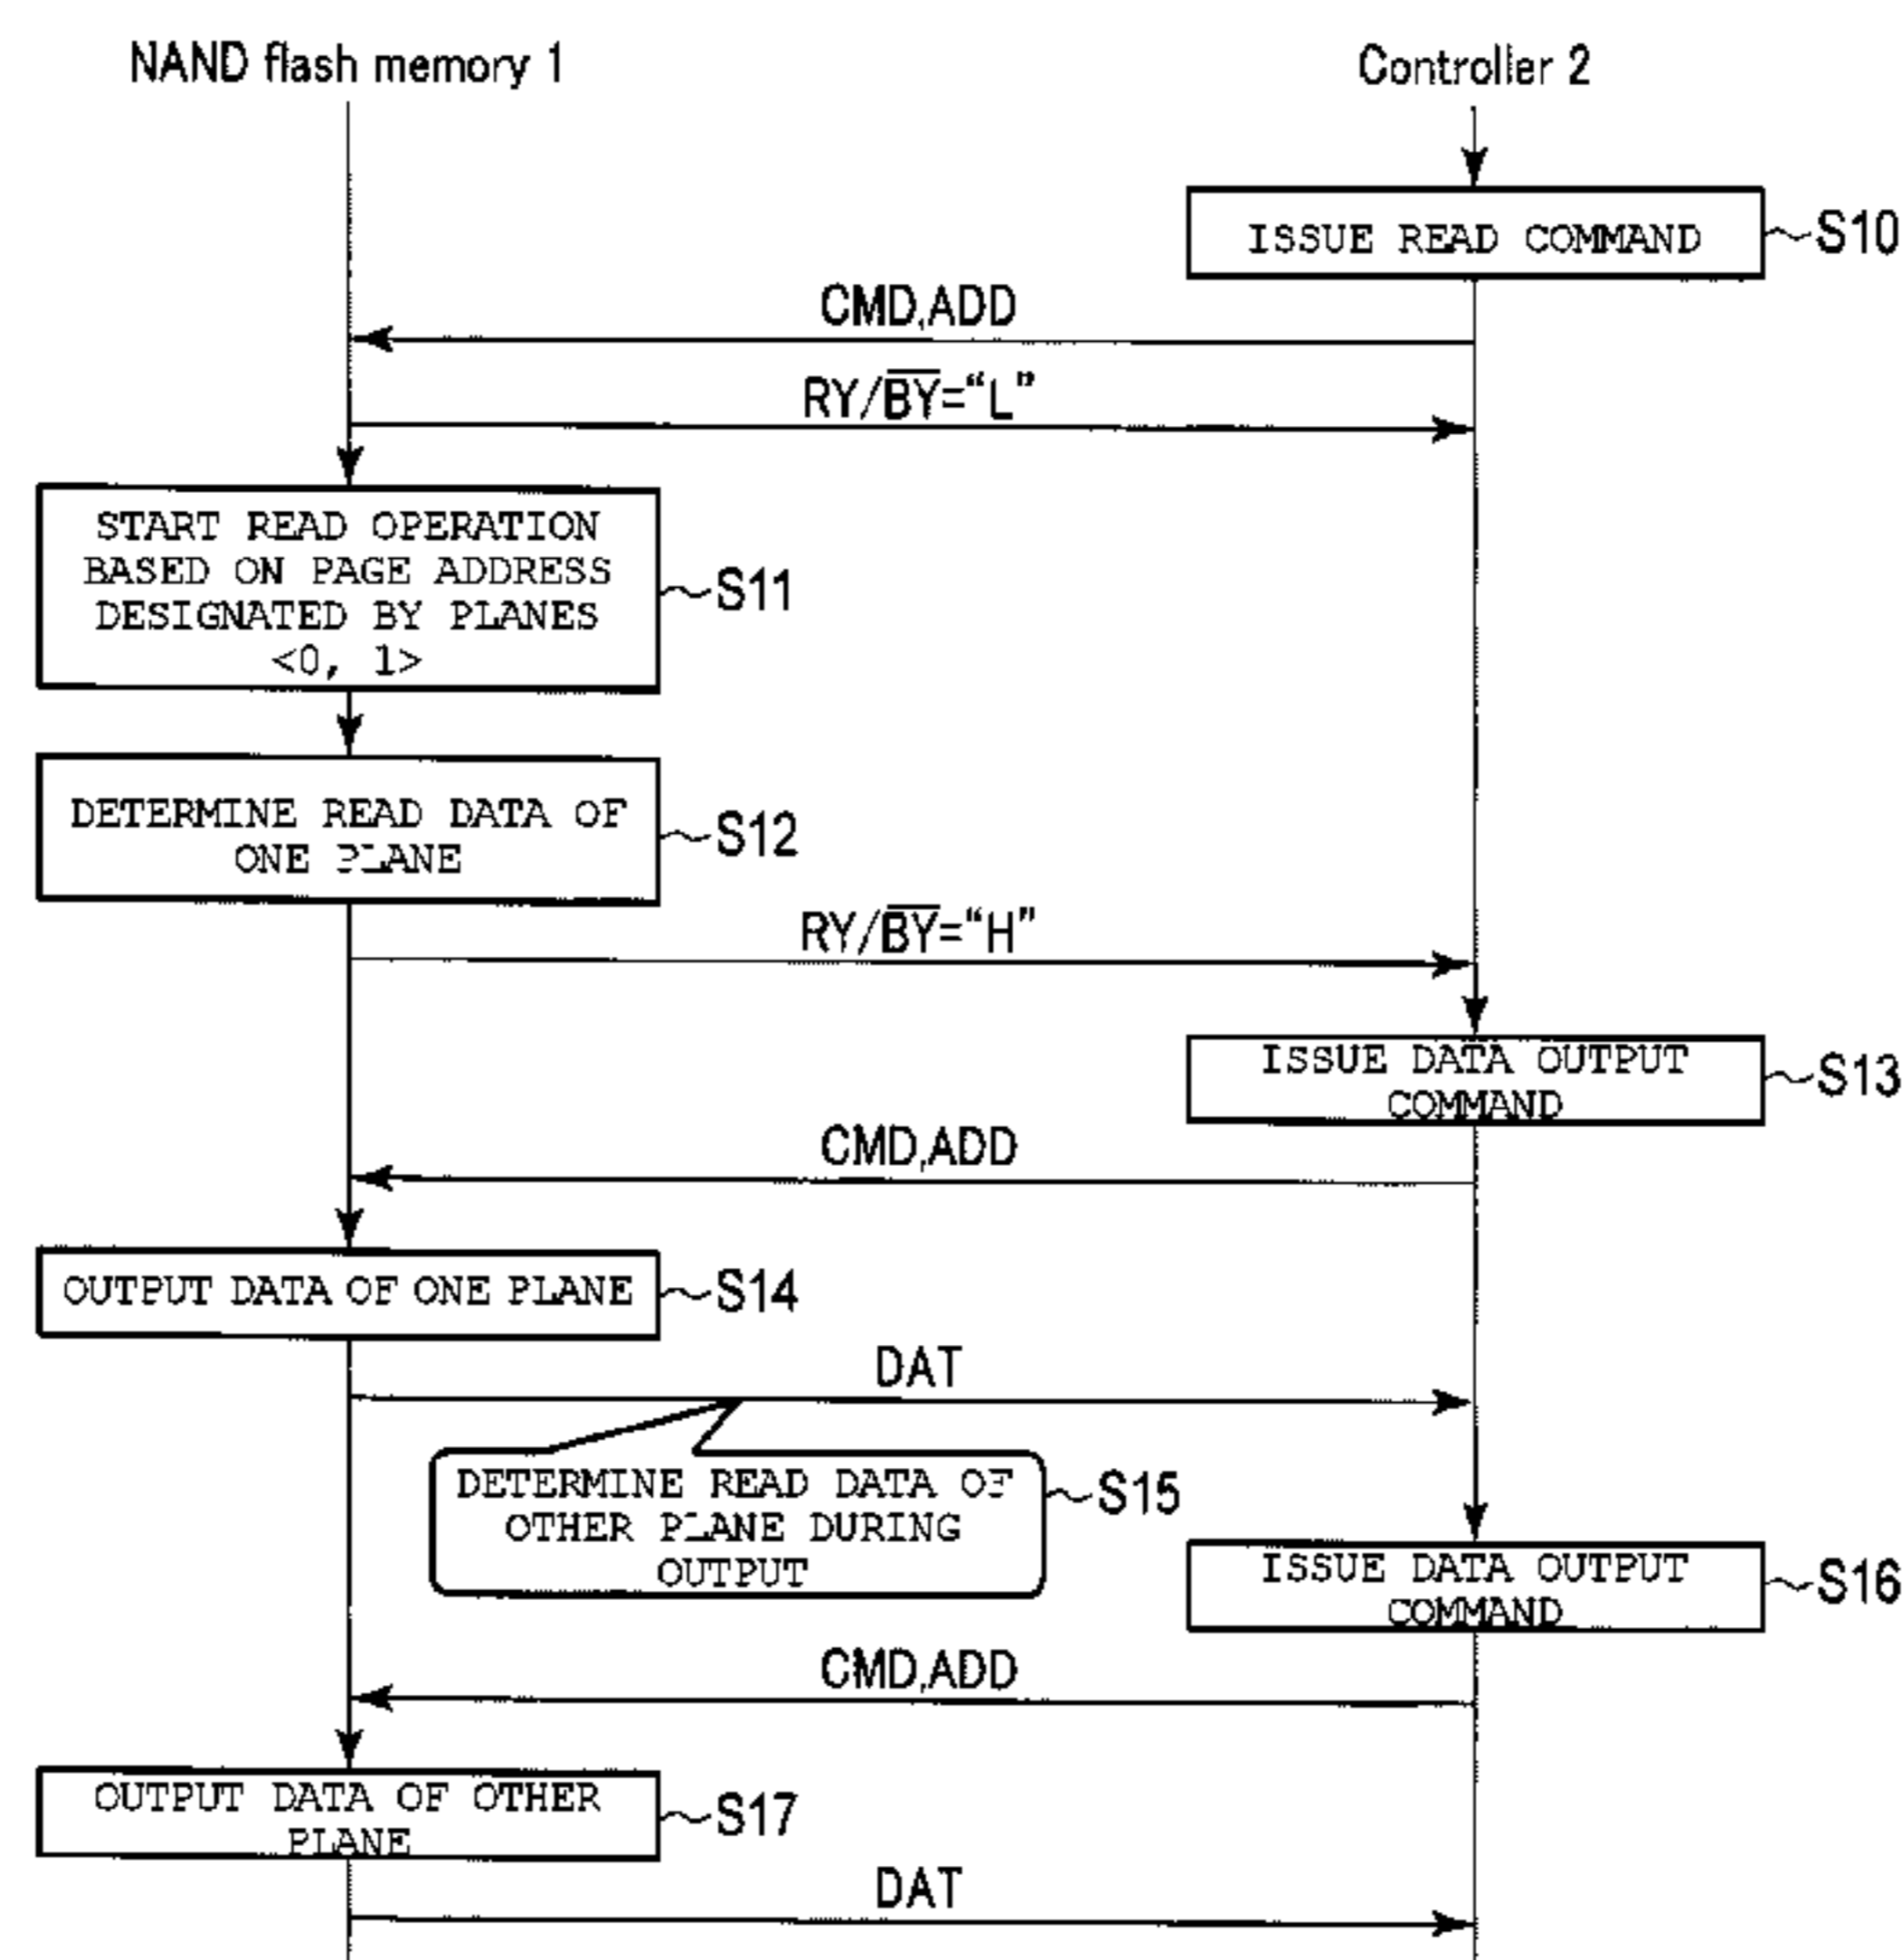 NAND flash memory 1
Controller 2
ISSUE READ COMMAND
S10
CMD,ADD
RY/B̅Y̅="L"
START READ OPERATION
BASED ON PAGE ADDRESS
DESIGNATED BY PLANES
<0, 1>
S11
DETERMINE READ DATA OF
ONE PLANE
S12
RY/B̅Y̅="H"
ISSUE DATA OUTPUT
COMMAND
S13
CMD,ADD
OUTPUT DATA OF ONE PLANE
S14
DAT
DETERMINE READ DATA OF
OTHER PLANE DURING
OUTPUT
S15
ISSUE DATA OUTPUT
COMMAND
S16
CMD,ADD
OUTPUT DATA OF OTHER
PLANE
S17
DAT